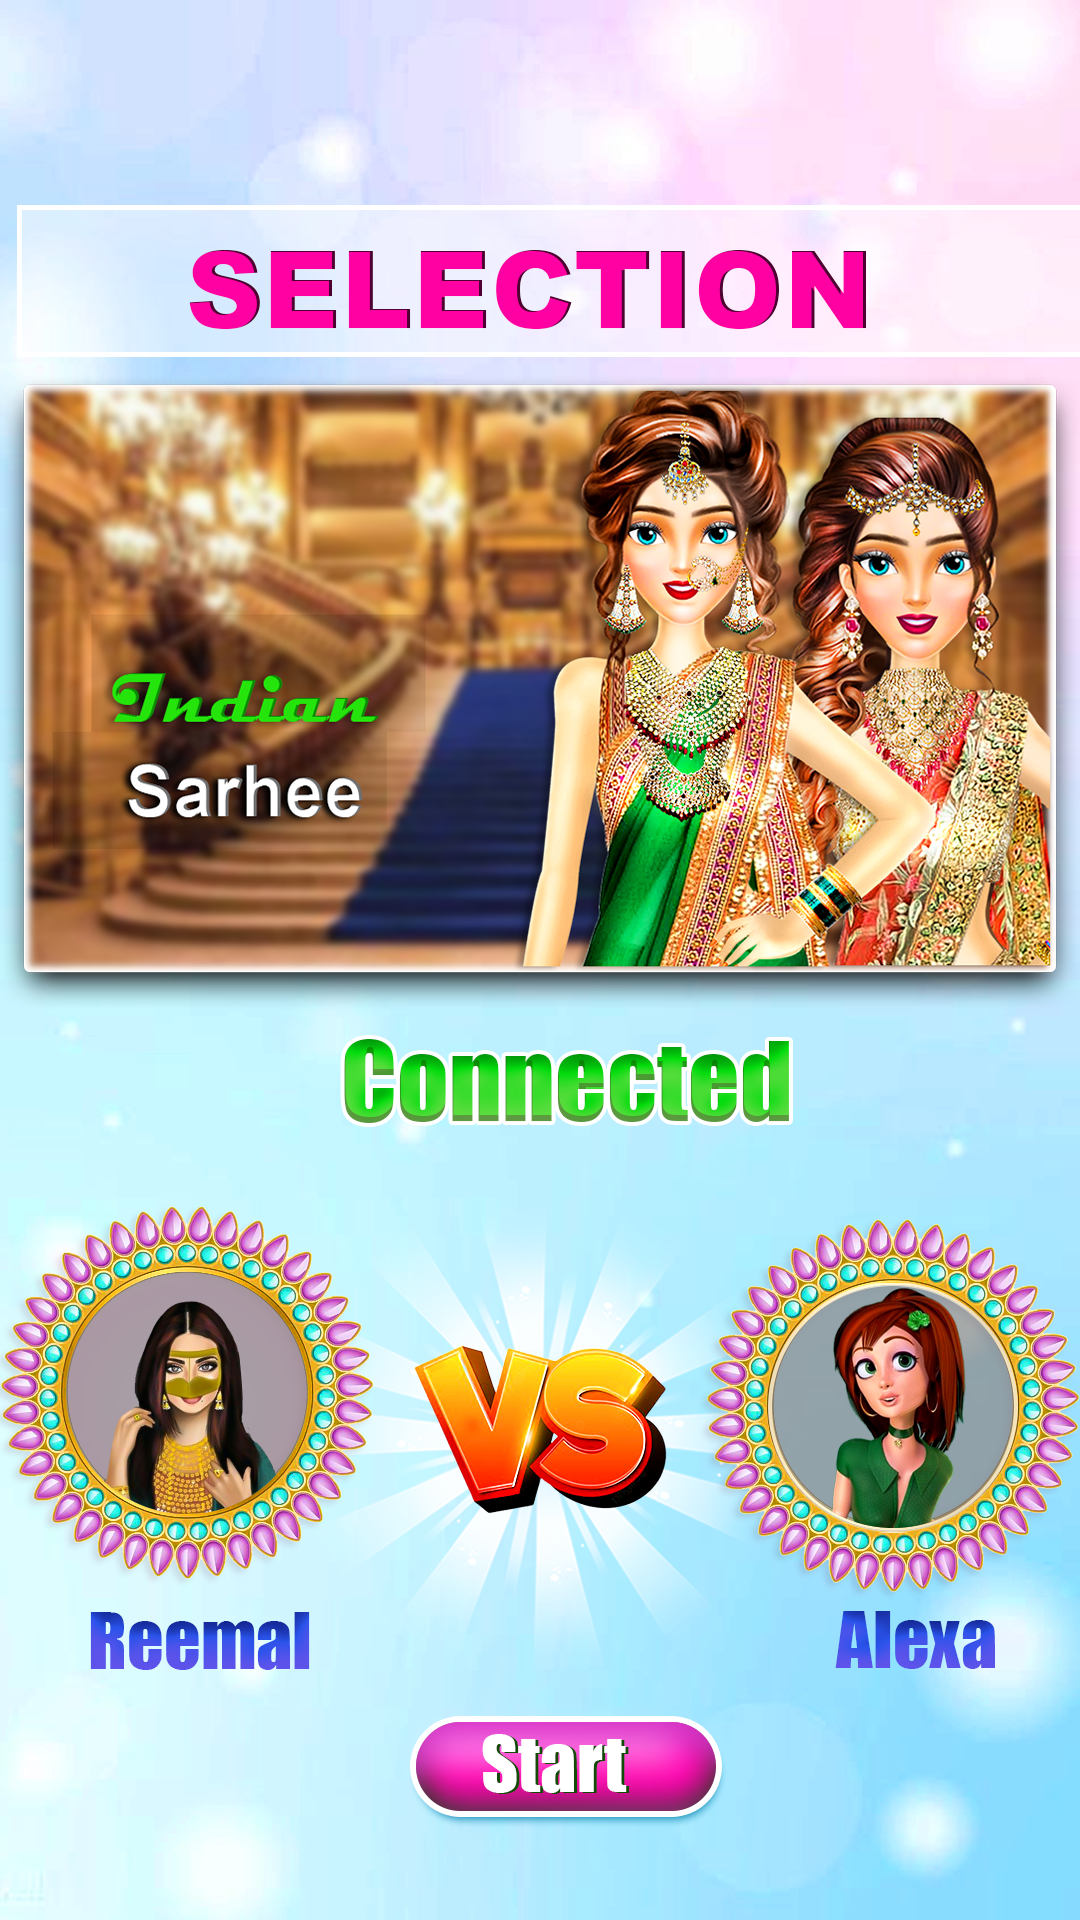 SELECTION
Indian
Sarhee
Connected
VS
Reemal
Alexa
Start